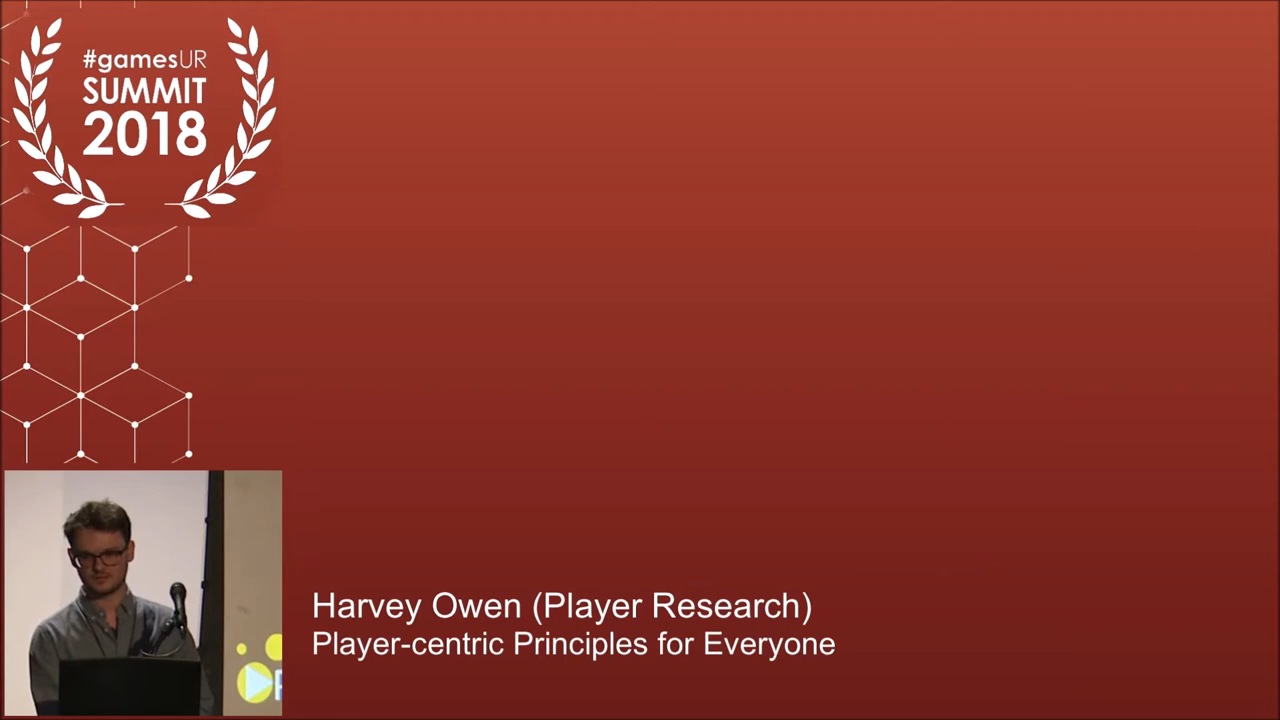 #gamesUR
SUMMIT
2018
Harvey Owen (Player Research)
Player-centric Principles for Everyone